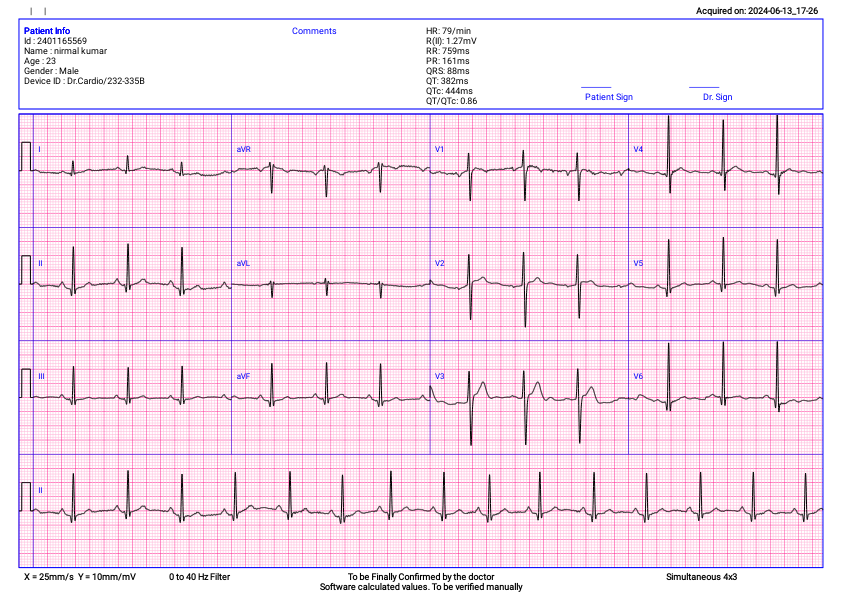 Acquired on: 2024-06-13_17-26
Patient Info
Id : 2401165569
Name : nirmal kumar
Age : 23
Gender : Male
Device ID : Dr.Cardio/232-335B
Comments
HR: 79/min
R(II): 1.27mV
RR: 759ms
PR: 161ms
QRS: 88ms
QT: 382ms
QTc: 444ms
QT/QTc: 0.86
Patient Sign
Dr. Sign
I
aVR
V1
V4
II
aVL
V2
V5
III
aVF
V3
V6
II
X = 25mm/s Y = 10mm/mV
0 to 40 Hz Filter
To be Finally Confirmed by the doctor
Software calculated values. To be verified manually
Simultaneous 4x3